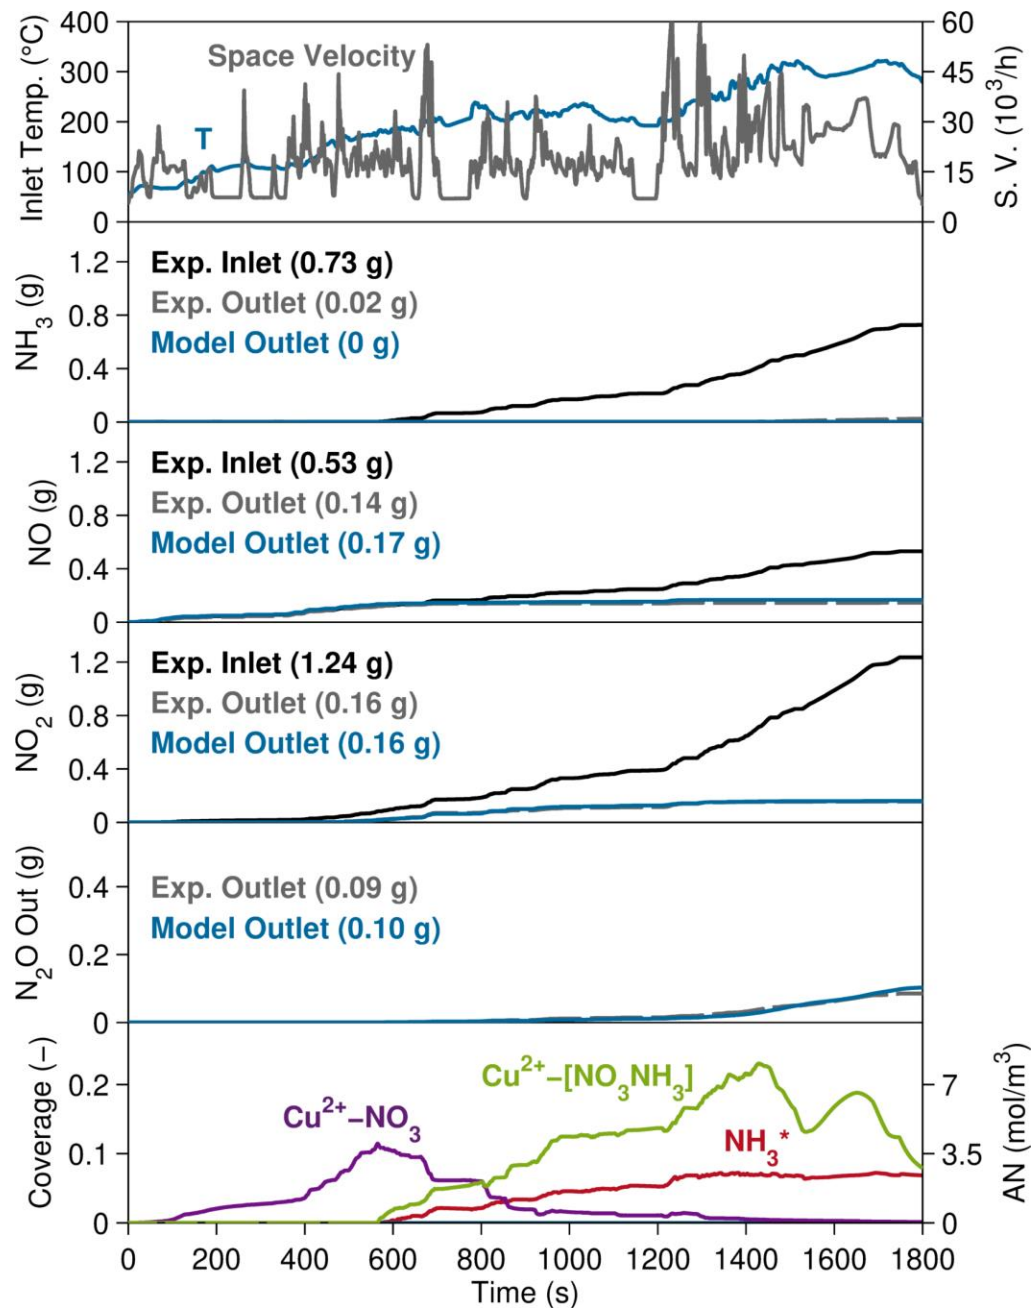 Inlet Temp. (°C)
400
300
200
100
0
Space Velocity
T
60
45
30
15
0
S. V. (10³/h)
NH₃ (g)
1.2
0.8
0.4
0
Exp. Inlet (0.73 g)
Exp. Outlet (0.02 g)
Model Outlet (0 g)
NO (g)
1.2
0.8
0.4
0
Exp. Inlet (0.53 g)
Exp. Outlet (0.14 g)
Model Outlet (0.17 g)
NO₂ (g)
1.2
0.8
0.4
0
Exp. Inlet (1.24 g)
Exp. Outlet (0.16 g)
Model Outlet (0.16 g)
N₂O Out (g)
0.4
0.2
0
Exp. Outlet (0.09 g)
Model Outlet (0.10 g)
Coverage (−)
0.2
0.1
0
Cu²⁺−NO₃
Cu²⁺−[NO₃NH₃]
NH₃*
7
3.5
0
AN (mol/m³)
0 200 400 600 800 1000 1200 1400 1600 1800
Time (s)